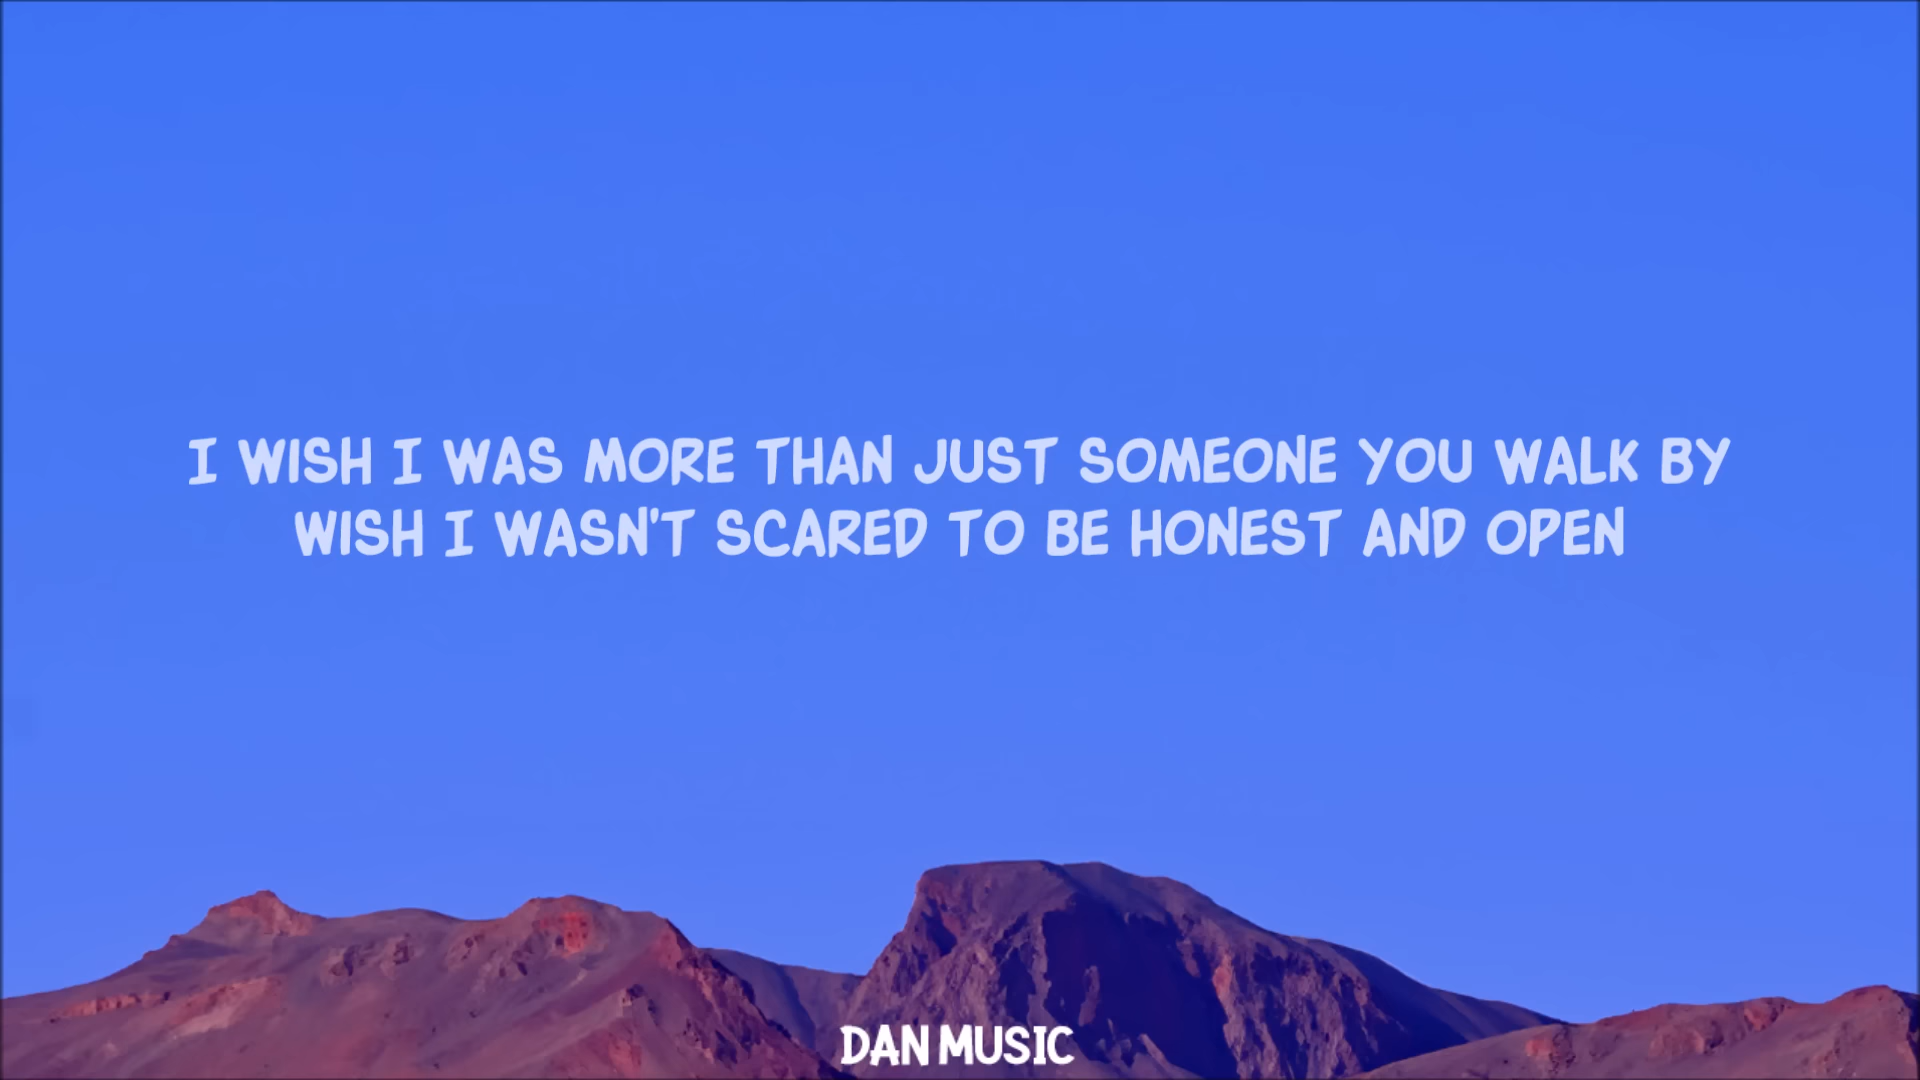 I WISH I WAS MORE THAN JUST SOMEONE YOU WALK BY
WISH I WASN'T SCARED TO BE HONEST AND OPEN
DAN MUSIC